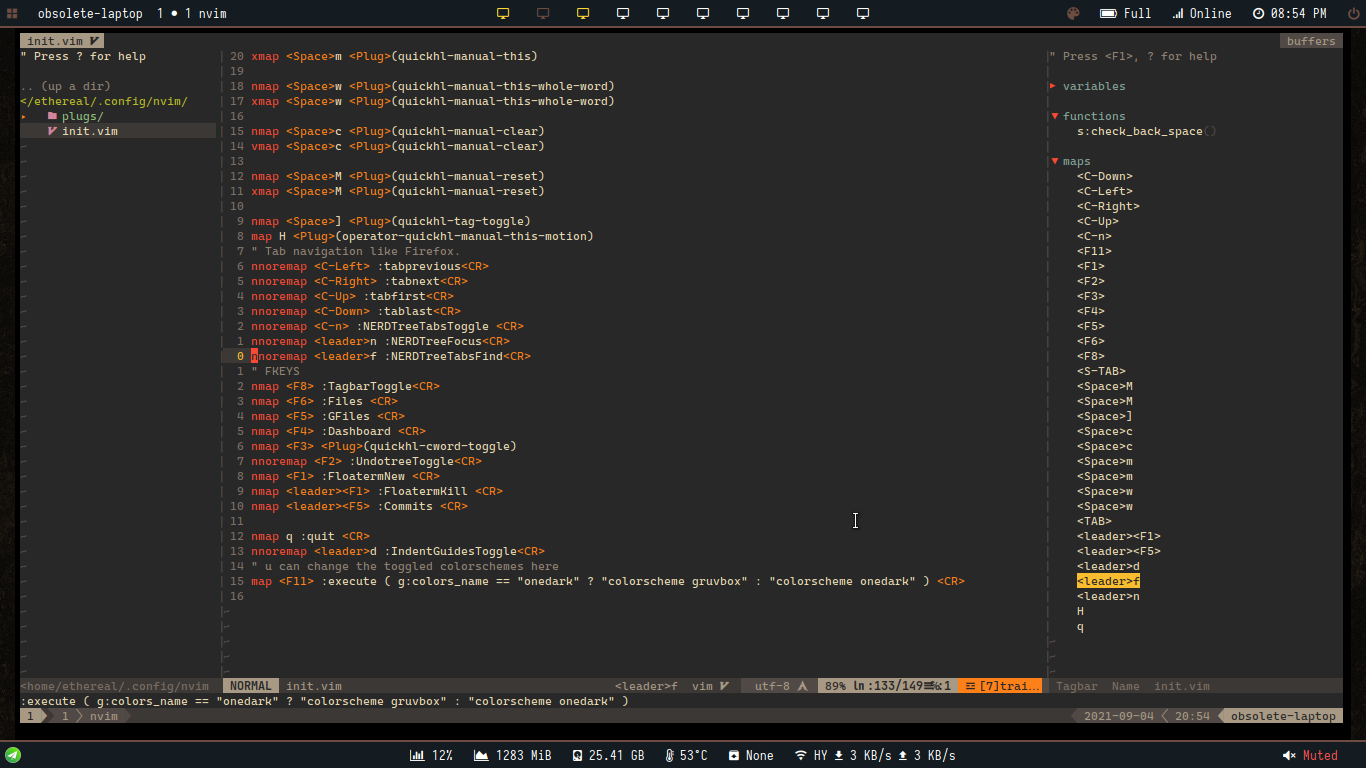 obsolete-laptop 1 • 1 nvim
Full
Online
08:54 PM
init.vim
buffers
" Press ? for help
.. (up a dir)
</ethereal/.config/nvim/
▸ plugs/
init.vim
20 xmap <Space>m <Plug>(quickhl-manual-this)
19
18 nmap <Space>w <Plug>(quickhl-manual-this-whole-word)
17 xmap <Space>w <Plug>(quickhl-manual-this-whole-word)
16
15 nmap <Space>c <Plug>(quickhl-manual-clear)
14 vmap <Space>c <Plug>(quickhl-manual-clear)
13
12 nmap <Space>M <Plug>(quickhl-manual-reset)
11 xmap <Space>M <Plug>(quickhl-manual-reset)
10
9 nmap <Space>] <Plug>(quickhl-tag-toggle)
8 map H <Plug>(operator-quickhl-manual-this-motion)
7 " Tab navigation like Firefox.
6 nnoremap <C-Left> :tabprevious<CR>
5 nnoremap <C-Right> :tabnext<CR>
4 nnoremap <C-Up> :tabfirst<CR>
3 nnoremap <C-Down> :tablast<CR>
2 nnoremap <C-n> :NERDTreeTabsToggle <CR>
1 nnoremap <leader>n :NERDTreeFocus<CR>
0 nnoremap <leader>f :NERDTreeTabsFind<CR>
1 " FKEYS
2 nmap <F8> :TagbarToggle<CR>
3 nmap <F6> :Files <CR>
4 nmap <F5> :GFiles <CR>
5 nmap <F4> :Dashboard <CR>
6 nmap <F3> <Plug>(quickhl-cword-toggle)
7 nnoremap <F2> :UndotreeToggle<CR>
8 nmap <F1> :FloatermNew <CR>
9 nmap <leader><F1> :FloatermKill <CR>
10 nmap <leader><F5> :Commits <CR>
11
12 nmap q :quit <CR>
13 nnoremap <leader>d :IndentGuidesToggle<CR>
14 " u can change the toggled colorschemes here
15 map <F11> :execute ( g:colors_name == "onedark" ? "colorscheme gruvbox" : "colorscheme onedark" ) <CR>
16
" Press <F1>, ? for help
▸ variables
▼ functions
s:check_back_space()
▼ maps
<C-Down>
<C-Left>
<C-Right>
<C-Up>
<C-n>
<F11>
<F1>
<F2>
<F3>
<F4>
<F5>
<F6>
<F8>
<S-TAB>
<Space>M
<Space>M
<Space>]
<Space>c
<Space>c
<Space>m
<Space>m
<Space>w
<Space>w
<TAB>
<leader><F1>
<leader><F5>
<leader>d
<leader>f
<leader>n
H
q
<home/ethereal/.config/nvim
NORMAL init.vim
<leader>f vim
utf-8
89% ln:133/149≡%:1
[7]trai…
Tagbar Name init.vim
:execute ( g:colors_name == "onedark" ? "colorscheme gruvbox" : "colorscheme onedark" )
1 1 nvim
2021-09-04 20:54 obsolete-laptop
12%
1283 MiB
25.41 GB
53°C
None
HY 3 KB/s 3 KB/s
Muted